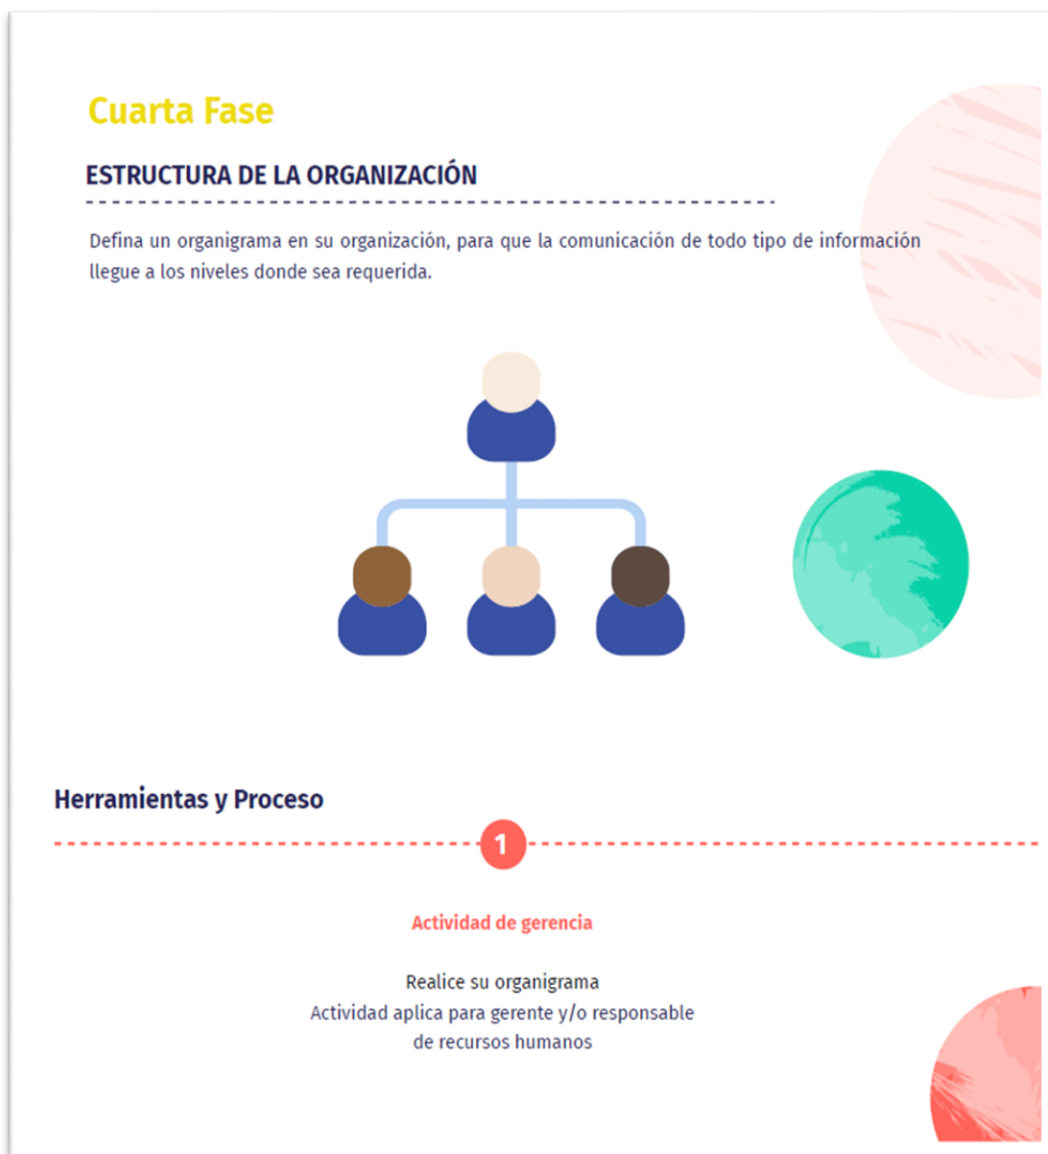 Cuarta Fase
ESTRUCTURA DE LA ORGANIZACIÓN
Defina un organigrama en su organización, para que la comunicación de todo tipo de información
llegue a los niveles donde sea requerida.
Herramientas y Proceso
1
Actividad de gerencia
Realice su organigrama
Actividad aplica para gerente y/o responsable
de recursos humanos